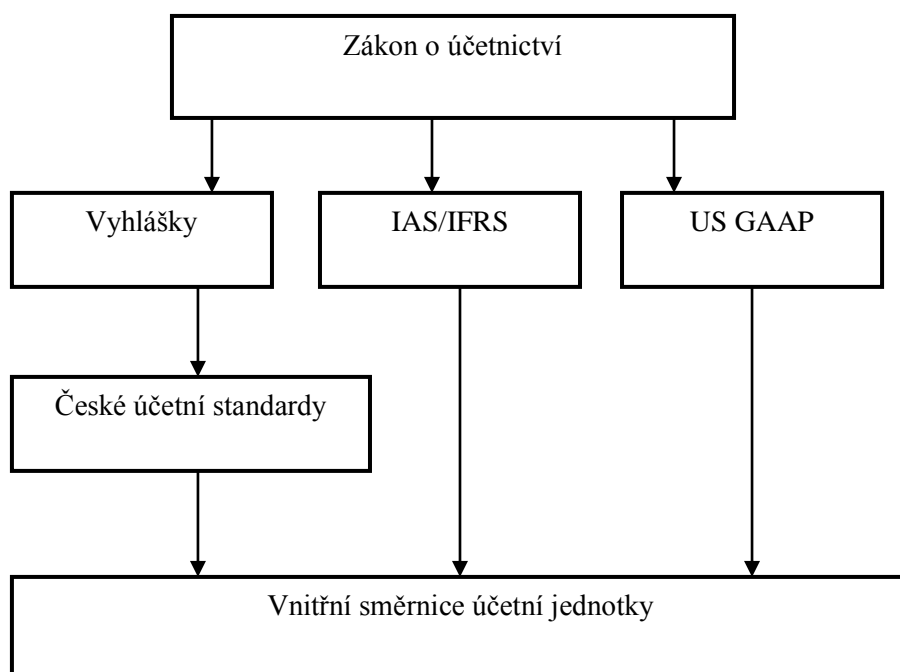 Zákon o účetnictví
Vyhlášky
IAS/IFRS
US GAAP
České účetní standardy
Vnitřní směrnice účetní jednotky